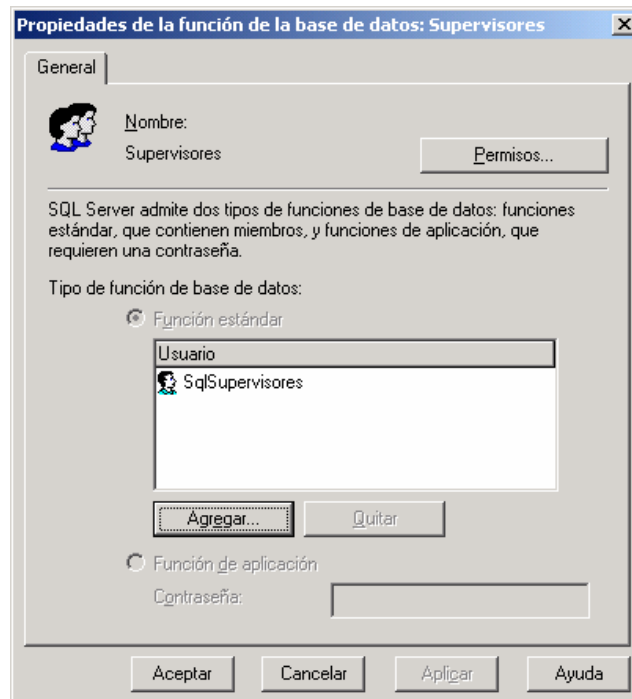 Propiedades de la función de la base de datos: Supervisores
General
Nombre:
Supervisores
Permisos...
SQL Server admite dos tipos de funciones de base de datos: funciones
estándar, que contienen miembros, y funciones de aplicación, que
requieren una contraseña.
Tipo de función de base de datos:
Función estándar
Usuario
SqlSupervisores
Agregar...
Quitar
Función de aplicación
Contraseña:
Aceptar
Cancelar
Aplicar
Ayuda